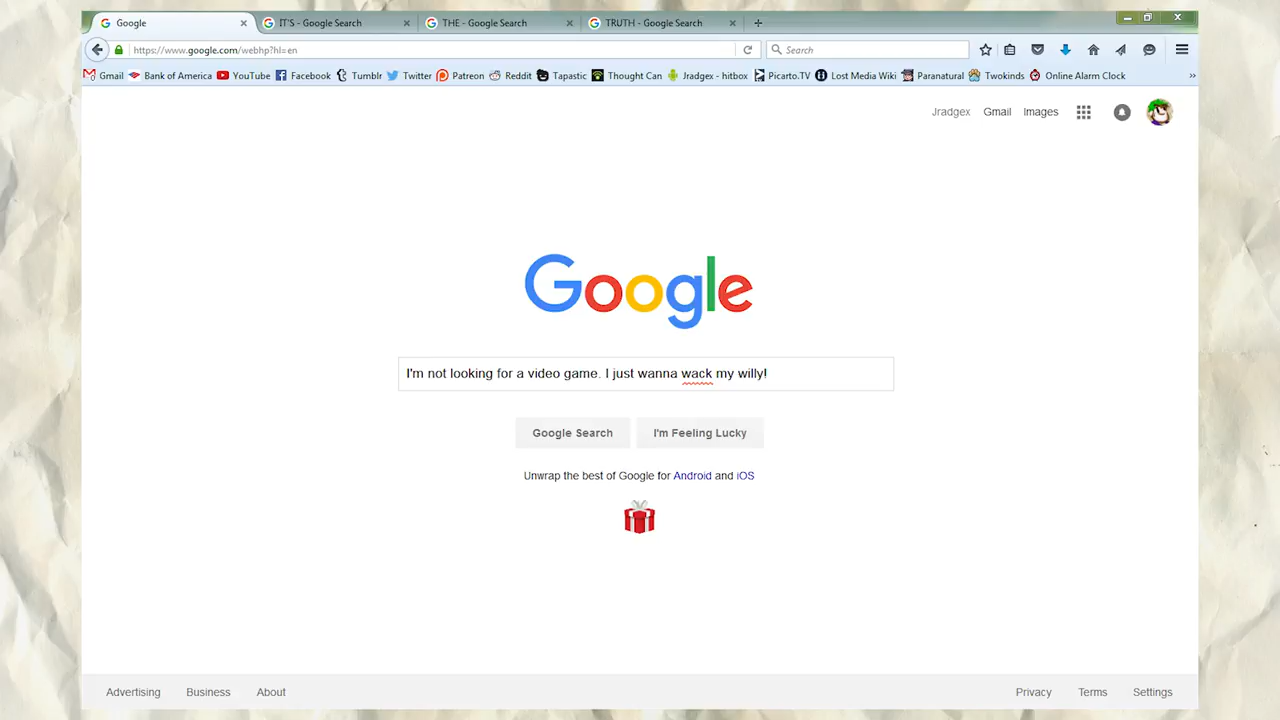 Google
IT'S - Google Search
THE - Google Search
TRUTH - Google Search
https://www.google.com/webhp?hl=en
Search
Gmail
Bank of America
YouTube
Facebook
Tumblr
Twitter
Patreon
Reddit
Tapastic
Thought Can
Jradgex - hitbox
Picarto.TV
Lost Media Wiki
Paranatural
Twokinds
Online Alarm Clock
Jradgex
Gmail
Images
Google
I'm not looking for a video game. I just wanna wack my willy!
Google Search
I'm Feeling Lucky
Unwrap the best of Google for Android and iOS
Advertising
Business
About
Privacy
Terms
Settings